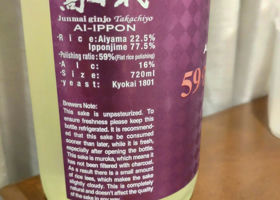 Junmai ginjo Takachiyo
AI-IPPON
・Rice: Aiyama 22.5%
Ipponjime 77.5%
・Polishing ratio: 59% (Flat rice polishing)
・Alc: 16%
・Size: 720ml
・yeast: Kyokai 1801
Brewers Note:
This sake is unpasteurized. To
ensure freshness please keep this
bottle refrigerated. It is recommend-
ed that this sake be consumed
sooner than later, while it is fresh,
especially after opening the bottle.
This sake is muroka, which means it
has not been filtered with charcoal.
As a result there is a small amount
of rice lees, which makes the sake
slightly cloudy. This is completely
natural and doesn't affect the quality
of the sake in any way.
59